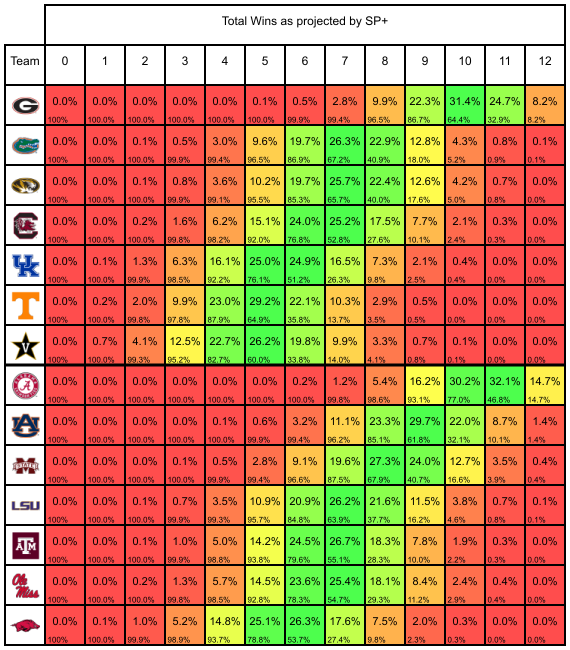 Total Wins as projected by SP+
Team 0 1 2 3 4 5 6 7 8 9 10 11 12
G 0.0% 0.0% 0.0% 0.0% 0.0% 0.1% 0.5% 2.8% 9.9% 22.3% 31.4% 24.7% 8.2%
100% 100.0% 100.0% 100.0% 100.0% 100.0% 99.9% 99.4% 96.5% 86.7% 64.4% 32.9% 8.2%
0.0% 0.0% 0.1% 0.5% 3.0% 9.6% 19.7% 26.3% 22.9% 12.8% 4.3% 0.8% 0.1%
100% 100.0% 100.0% 99.9% 99.4% 96.5% 86.9% 67.2% 40.9% 18.0% 5.2% 0.9% 0.1%
0.0% 0.0% 0.1% 0.8% 3.6% 10.2% 19.7% 25.7% 22.4% 12.6% 4.2% 0.7% 0.0%
100% 100.0% 100.0% 99.9% 99.1% 95.5% 85.3% 65.7% 40.0% 17.6% 5.0% 0.8% 0.0%
C 0.0% 0.0% 0.2% 1.6% 6.2% 15.1% 24.0% 25.2% 17.5% 7.7% 2.1% 0.3% 0.0%
100% 100.0% 100.0% 99.8% 98.2% 92.0% 76.8% 52.8% 27.6% 10.1% 2.4% 0.3% 0.0%
UK 0.0% 0.1% 1.3% 6.3% 16.1% 25.0% 24.9% 16.5% 7.3% 2.1% 0.4% 0.0% 0.0%
100% 100.0% 99.9% 98.5% 92.2% 76.1% 51.2% 26.3% 9.8% 2.5% 0.4% 0.0% 0.0%
T 0.0% 0.2% 2.0% 9.9% 23.0% 29.2% 22.1% 10.3% 2.9% 0.5% 0.0% 0.0% 0.0%
100% 100.0% 99.8% 97.8% 87.9% 64.9% 35.8% 13.7% 3.5% 0.5% 0.0% 0.0% 0.0%
V 0.0% 0.7% 4.1% 12.5% 22.7% 26.2% 19.8% 9.9% 3.3% 0.7% 0.1% 0.0% 0.0%
100% 100.0% 99.3% 95.2% 82.7% 60.0% 33.8% 14.0% 4.1% 0.8% 0.1% 0.0% 0.0%
A 0.0% 0.0% 0.0% 0.0% 0.0% 0.0% 0.2% 1.2% 5.4% 16.2% 30.2% 32.1% 14.7%
100% 100.0% 100.0% 100.0% 100.0% 100.0% 100.0% 99.8% 98.6% 93.1% 77.0% 46.8% 14.7%
AU 0.0% 0.0% 0.0% 0.0% 0.1% 0.6% 3.2% 11.1% 23.3% 29.7% 22.0% 8.7% 1.4%
100% 100.0% 100.0% 100.0% 100.0% 99.9% 99.4% 96.2% 85.1% 61.8% 32.1% 10.1% 1.4%
M 0.0% 0.0% 0.0% 0.1% 0.5% 2.8% 9.1% 19.6% 27.3% 24.0% 12.7% 3.5% 0.4%
100% 100.0% 100.0% 100.0% 99.9% 99.4% 96.6% 87.5% 67.9% 40.7% 16.6% 3.9% 0.4%
LSU 0.0% 0.0% 0.1% 0.7% 3.5% 10.9% 20.9% 26.2% 21.6% 11.5% 3.8% 0.7% 0.1%
100% 100.0% 100.0% 99.9% 99.3% 95.7% 84.8% 63.9% 37.7% 16.2% 4.6% 0.8% 0.1%
ATM 0.0% 0.0% 0.1% 1.0% 5.0% 14.2% 24.5% 26.7% 18.3% 7.8% 1.9% 0.3% 0.0%
100% 100.0% 100.0% 99.9% 98.8% 93.8% 79.6% 55.1% 28.3% 10.0% 2.2% 0.3% 0.0%
Ole Miss 0.0% 0.0% 0.2% 1.3% 5.7% 14.5% 23.6% 25.4% 18.1% 8.4% 2.4% 0.4% 0.0%
100% 100.0% 100.0% 99.8% 98.5% 92.8% 78.3% 54.7% 29.3% 11.2% 2.9% 0.4% 0.0%
0.0% 0.1% 1.0% 5.2% 14.8% 25.1% 26.3% 17.6% 7.5% 2.0% 0.3% 0.0% 0.0%
100% 100.0% 99.9% 98.9% 93.7% 78.8% 53.7% 27.4% 9.8% 2.3% 0.3% 0.0% 0.0%